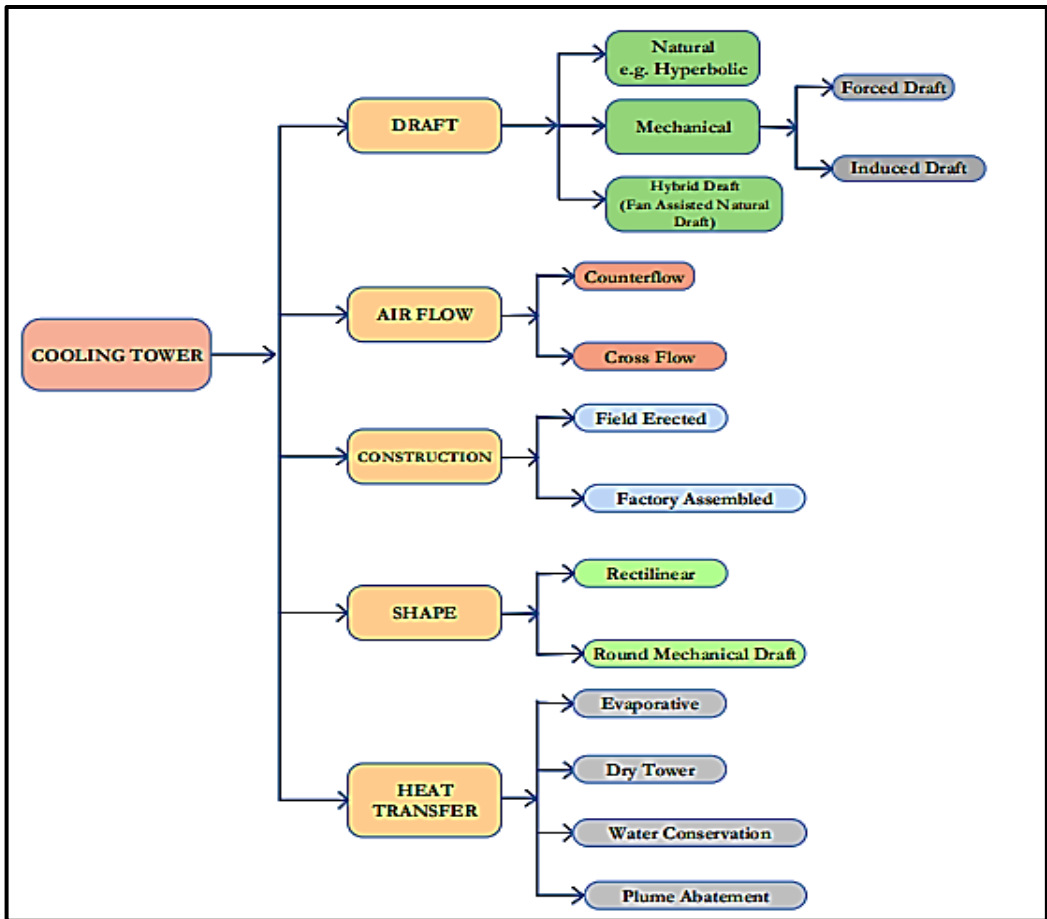 Natural
e.g. Hyperbolic
Forced Draft
DRAFT
Mechanical
Induced Draft
Hybrid Draft
(Fan Assisted Natural
Draft)
Counterflow
AIR FLOW
COOLING TOWER
Cross Flow
Field Erected
CONSTRUCTION
Factory Assembled
Rectilinear
SHAPE
Round Mechanical Draft
Evaporative
Dry Tower
HEAT
TRANSFER
Water Conservation
Plume Abatement